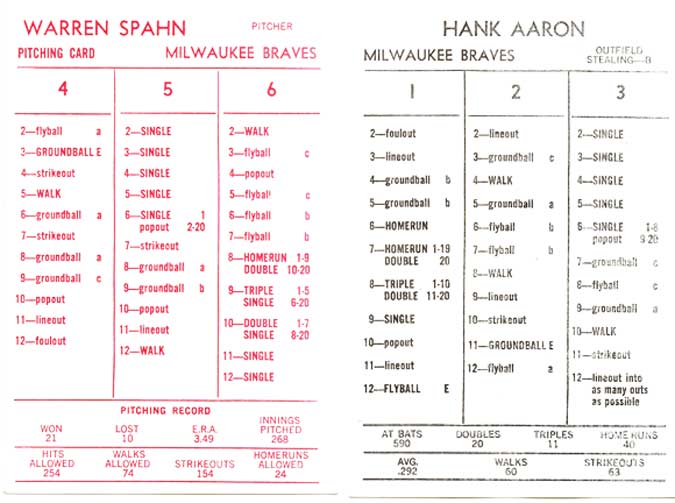 WARREN SPAHN PITCHER
PITCHING CARD MILWAUKEE BRAVES
4
2—flyball a
3—GROUNDBALL E
4—strikeout
5—WALK
6—groundball a
7—strikeout
8—groundball a
9—groundball c
10—popout
11—lineout
12—foulout
5
2—SINGLE
3—SINGLE
4—SINGLE
5—SINGLE
6—SINGLE 1
popout 2-20
7—strikeout
8—groundball a
9—groundball b
10—popout
11—lineout
12—WALK
6
2—WALK
3—flyball c
4—popout
5—flyball c
6—flyball b
7—flyball b
8—HOMERUN 1-9
DOUBLE 10-20
9—TRIPLE 1-5
SINGLE 6-20
10—DOUBLE 1-7
SINGLE 8-20
11—SINGLE
12—SINGLE
PITCHING RECORD
WON LOST E.R.A. INNINGS PITCHED
21 10 3.49 268
HITS ALLOWED WALKS ALLOWED STRIKEOUTS HOMERUNS ALLOWED
254 74 154 24
HANK AARON
MILWAUKEE BRAVES OUTFIELD
STEALING—B
1
2—foulout
3—lineout
4—groundball b
5—groundball b
6—HOMERUN
7—HOMERUN 1-19
DOUBLE 20
8—TRIPLE 1-10
DOUBLE 11-20
9—SINGLE
10—popout
11—lineout
12—FLYBALL E
2
2—lineout
3—groundball c
4—WALK
5—groundball a
6—flyball b
7—flyball b
8—WALK
9—lineout
10—strikeout
11—GROUNDBALL E
12—flyball a
3
2—SINGLE
3—SINGLE
4—SINGLE
5—SINGLE
6—SINGLE 1-8
popout 9-20
7—groundball c
8—flyball c
9—groundball a
10—WALK
11—strikeout
12—lineout into
as many outs
as possible
AT BATS DOUBLES TRIPLES HOME RUNS
590 20 11 40
AVG. WALKS STRIKEOUTS
.292 60 63